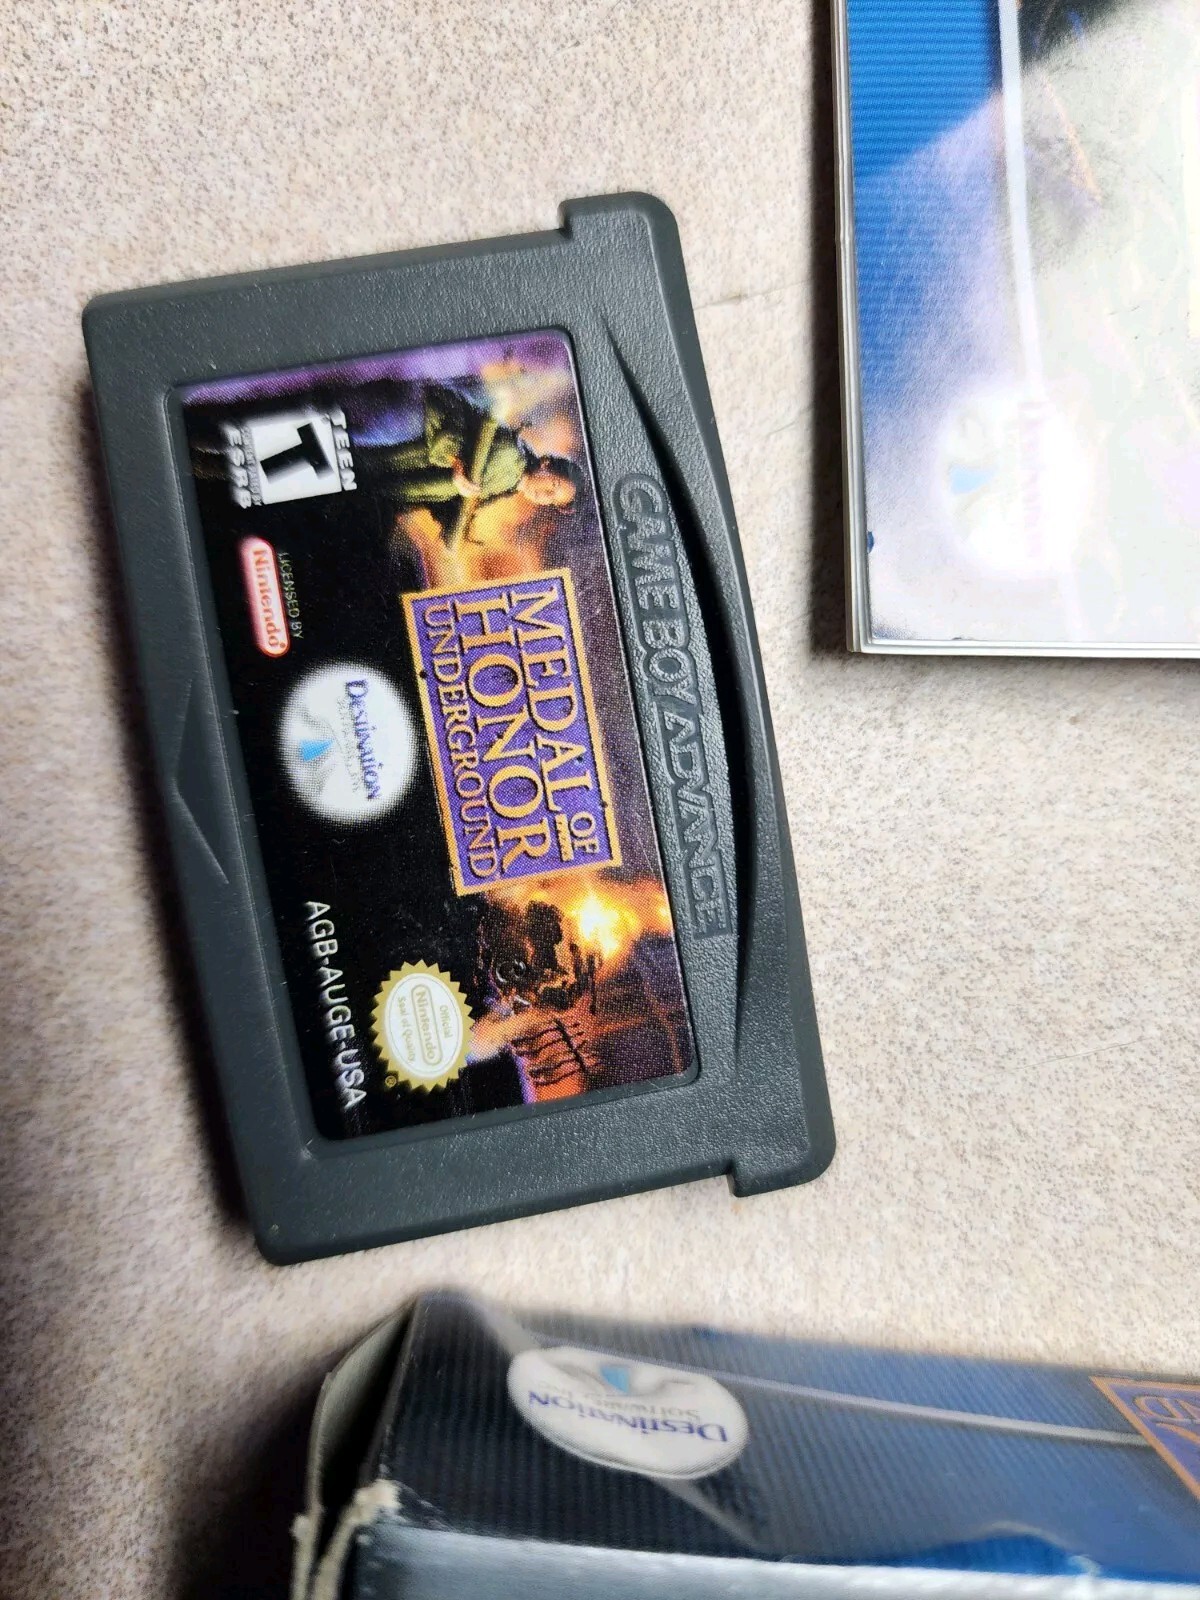 GAME BOY ADVANCE
MEDAL OF
HONOR
UNDERGROUND
TEEN
T
ESRB
LICENSED BY
Nintendo
Destination
Software
Official
Nintendo
Seal of Quality
AGB-AUGE-USA
Destination
Software